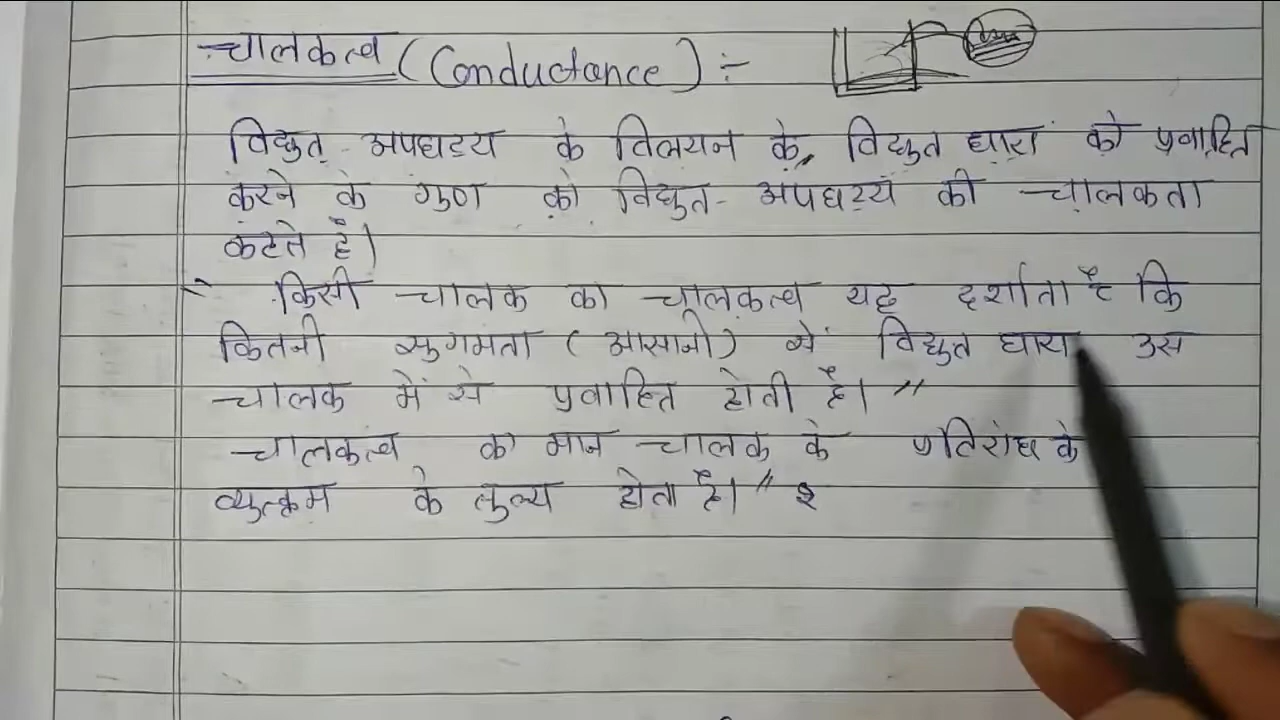 चालकत्व (Conductance) :-
विद्युत अपघट्य के विलयन के, विद्युत धारा को प्रवाहित
करने के गुण को विद्युत- अपघट्य की चालकता
कहते है।
" किसी चालक का चालकत्व यह दर्शाता है कि
कितनी सुगमता ( आसानी) से विद्युत धारा उस
चालक में से प्रवाहित होती है। "
चालकत्व का मान चालक के प्रतिरोध के
व्युत्क्रम के तुल्य होता है। "